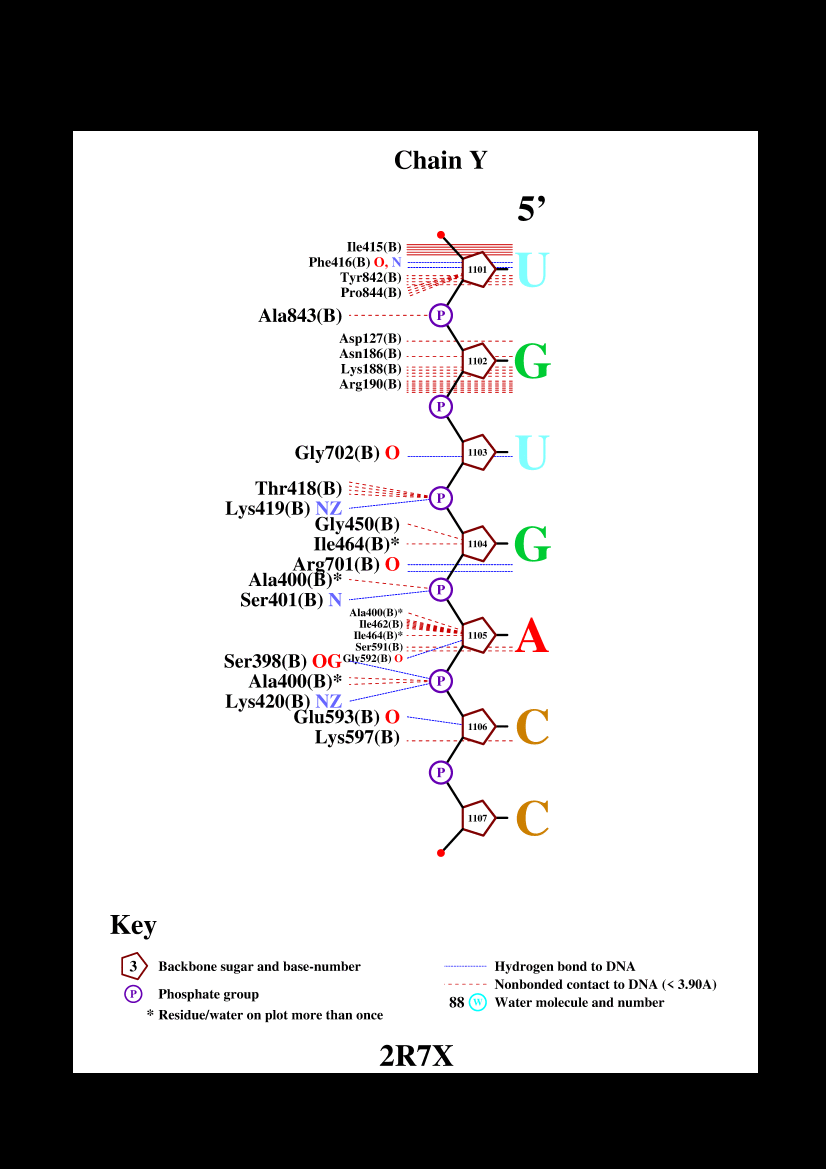 Chain Y
5’
Ile415(B)
Phe416(B) O, N
1101 U
Tyr842(B)
Pro844(B)
Ala843(B) P
Asp127(B)
Asn186(B)
1102 G
Lys188(B)
Arg190(B)
P
Gly702(B) O 1103 U
Thr418(B)
P
Lys419(B) NZ
Gly450(B)
Ile464(B)* 1104 G
Arg701(B) O
Ala400(B)*
P
Ser401(B) N
Ala400(B)*
Ile462(B)
Ile464(B)* 1105 A
Ser591(B)
Gly592(B) O
Ser398(B) OG
Ala400(B)* P
Lys420(B) NZ
Glu593(B) O
1106 C
Lys597(B)
P
1107 C
Key
3 Backbone sugar and base-number
P Phosphate group
* Residue/water on plot more than once
Hydrogen bond to DNA
Nonbonded contact to DNA (< 3.90A)
88 W Water molecule and number
2R7X